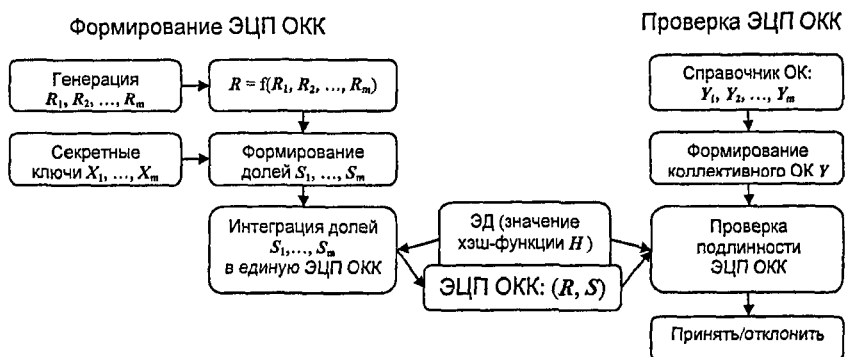 Формирование ЭЦП ОКК
Генерация
R₁, R₂, ..., Rₘ
R = f(R₁, R₂, ..., Rₘ)
Секретные
ключи X₁, ..., Xₘ
Формирование
долей S₁, ..., Sₘ
Интеграция долей
S₁,..., Sₘ
в единую ЭЦП ОКК
ЭД (значение
хэш-функции H)
ЭЦП ОКК: (R, S)
Проверка ЭЦП ОКК
Справочник ОК:
Y₁, Y₂, ..., Yₘ
Формирование
коллективного ОК Y
Проверка
подлинности
ЭЦП ОКК
Принять/отклонить